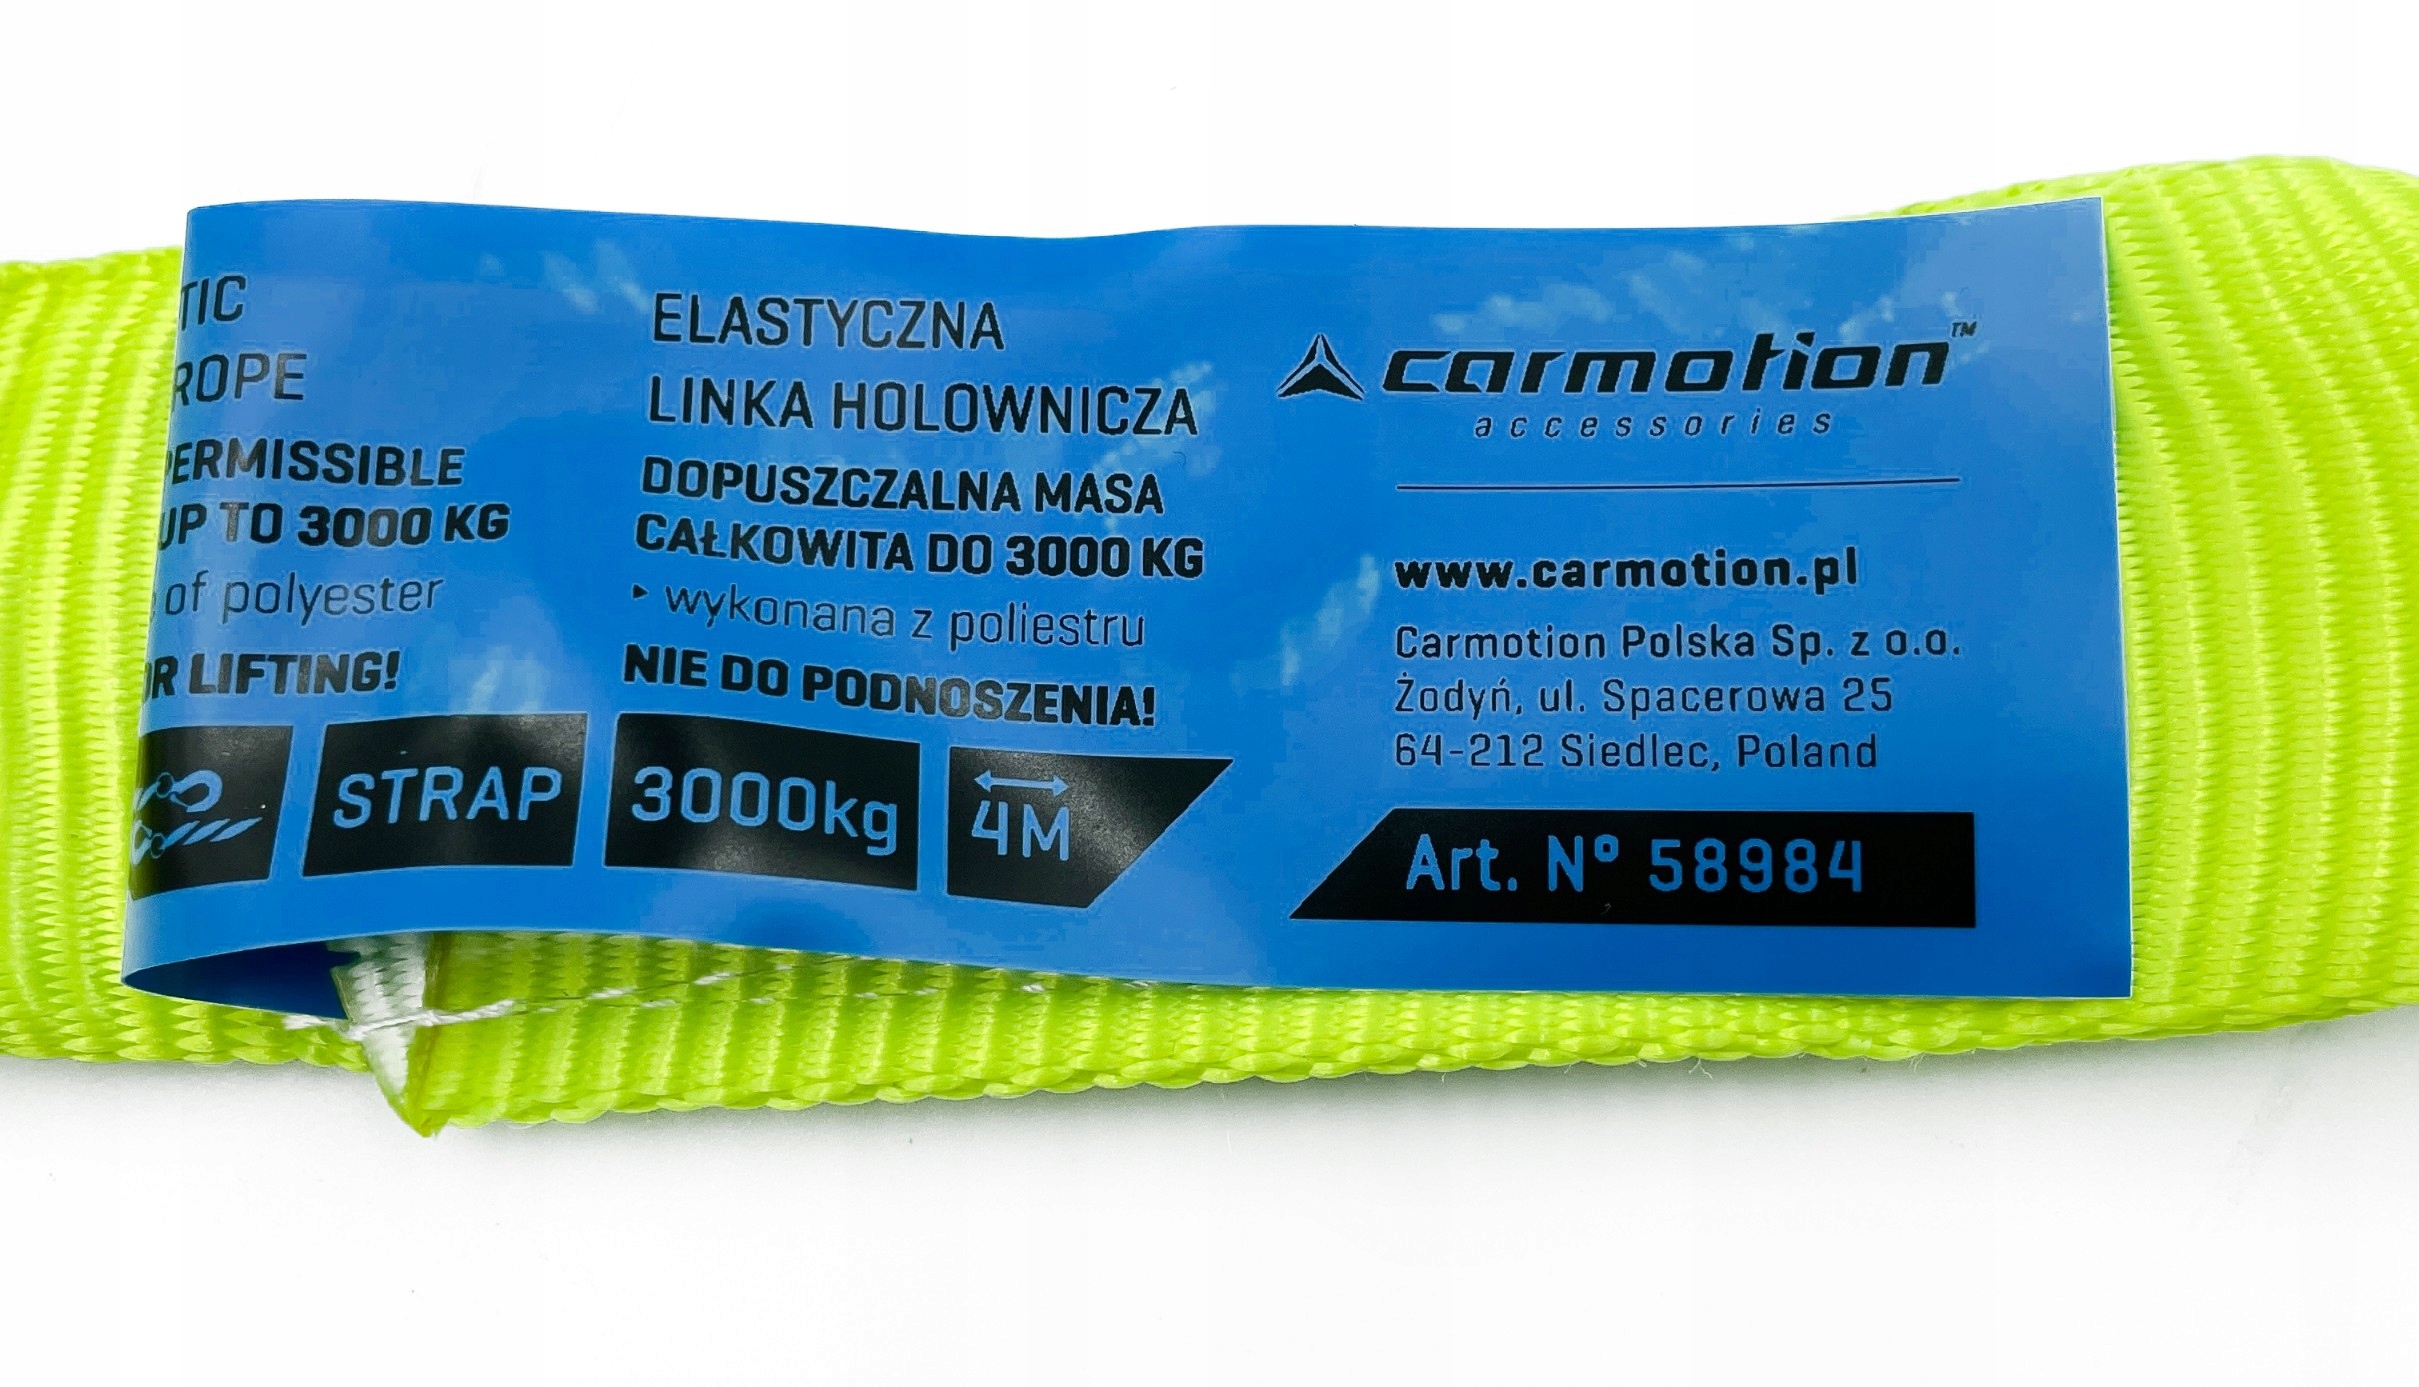 TIC
ROPE
PERMISSIBLE
UP TO 3000 KG
of polyester
OR LIFTING!
STRAP
ELASTYCZNA
LINKA HOLOWNICZA
DOPUSZCZALNA MASA
CAŁKOWITA DO 3000 KG
‣ wykonana z poliestru
NIE DO PODNOSZENIA!
3000kg
4M
carmotion™
accessories
www.carmotion.pl
Carmotion Polska Sp. z o.o.
Żodyń, ul. Spacerowa 25
64-212 Siedlec, Poland
Art. Nº 58984